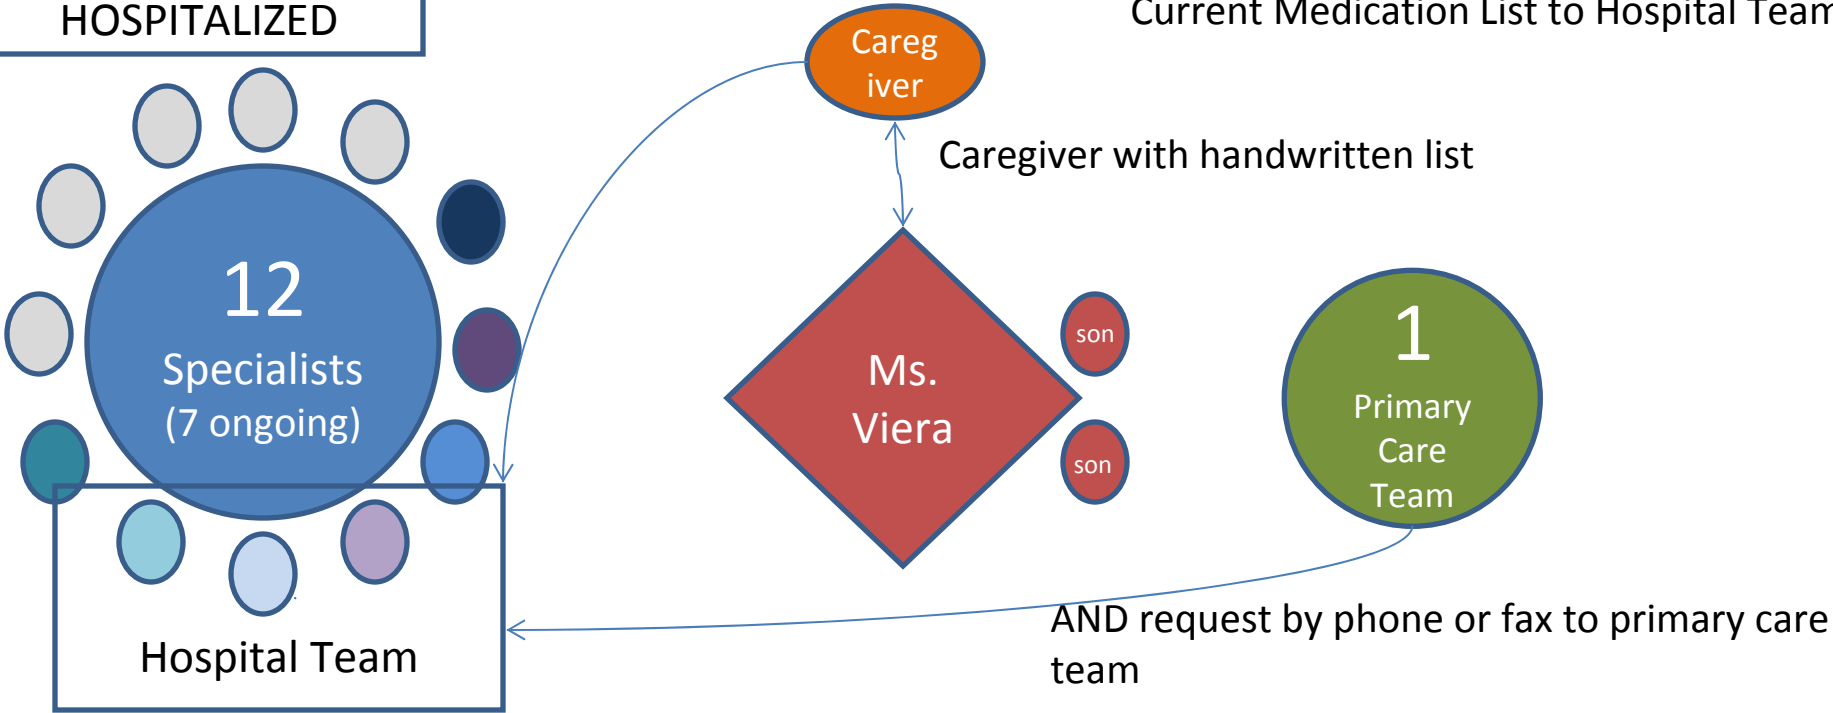 HOSPITALIZED
Current Medication List to Hospital Team
Careg
iver
Caregiver with handwritten list
12
Specialists
(7 ongoing)
Ms.
Viera
son
son
1
Primary
Care
Team
AND request by phone or fax to primary care
team
Hospital Team